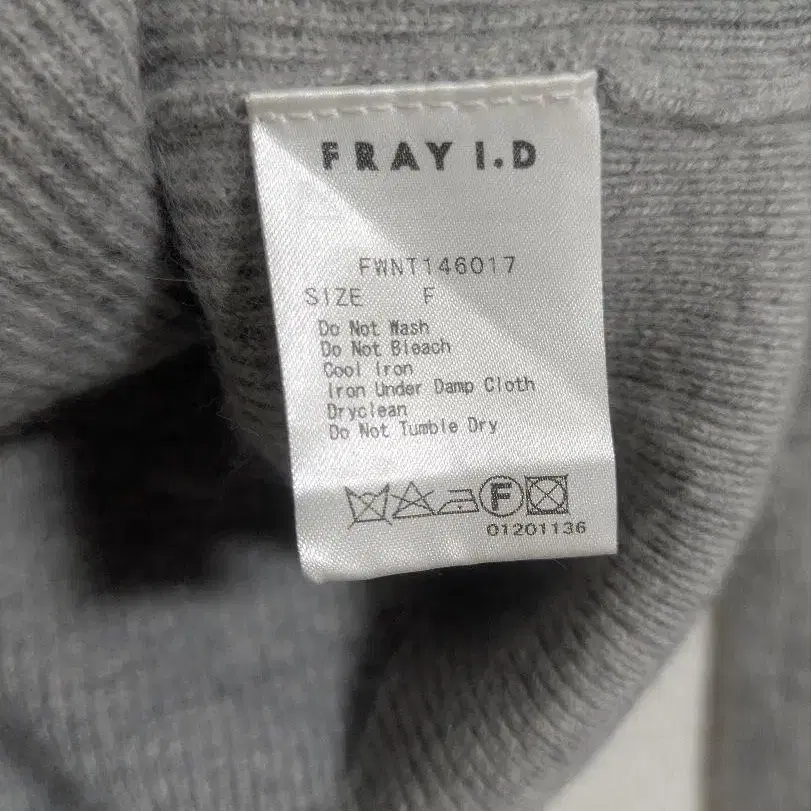 FRAY I.D
FWNT146017
SIZE F
Do Not Wash
Do Not Bleach
Cool Iron
Iron Under Damp Cloth
Dryclean
Do Not Tumble Dry
F
01201136